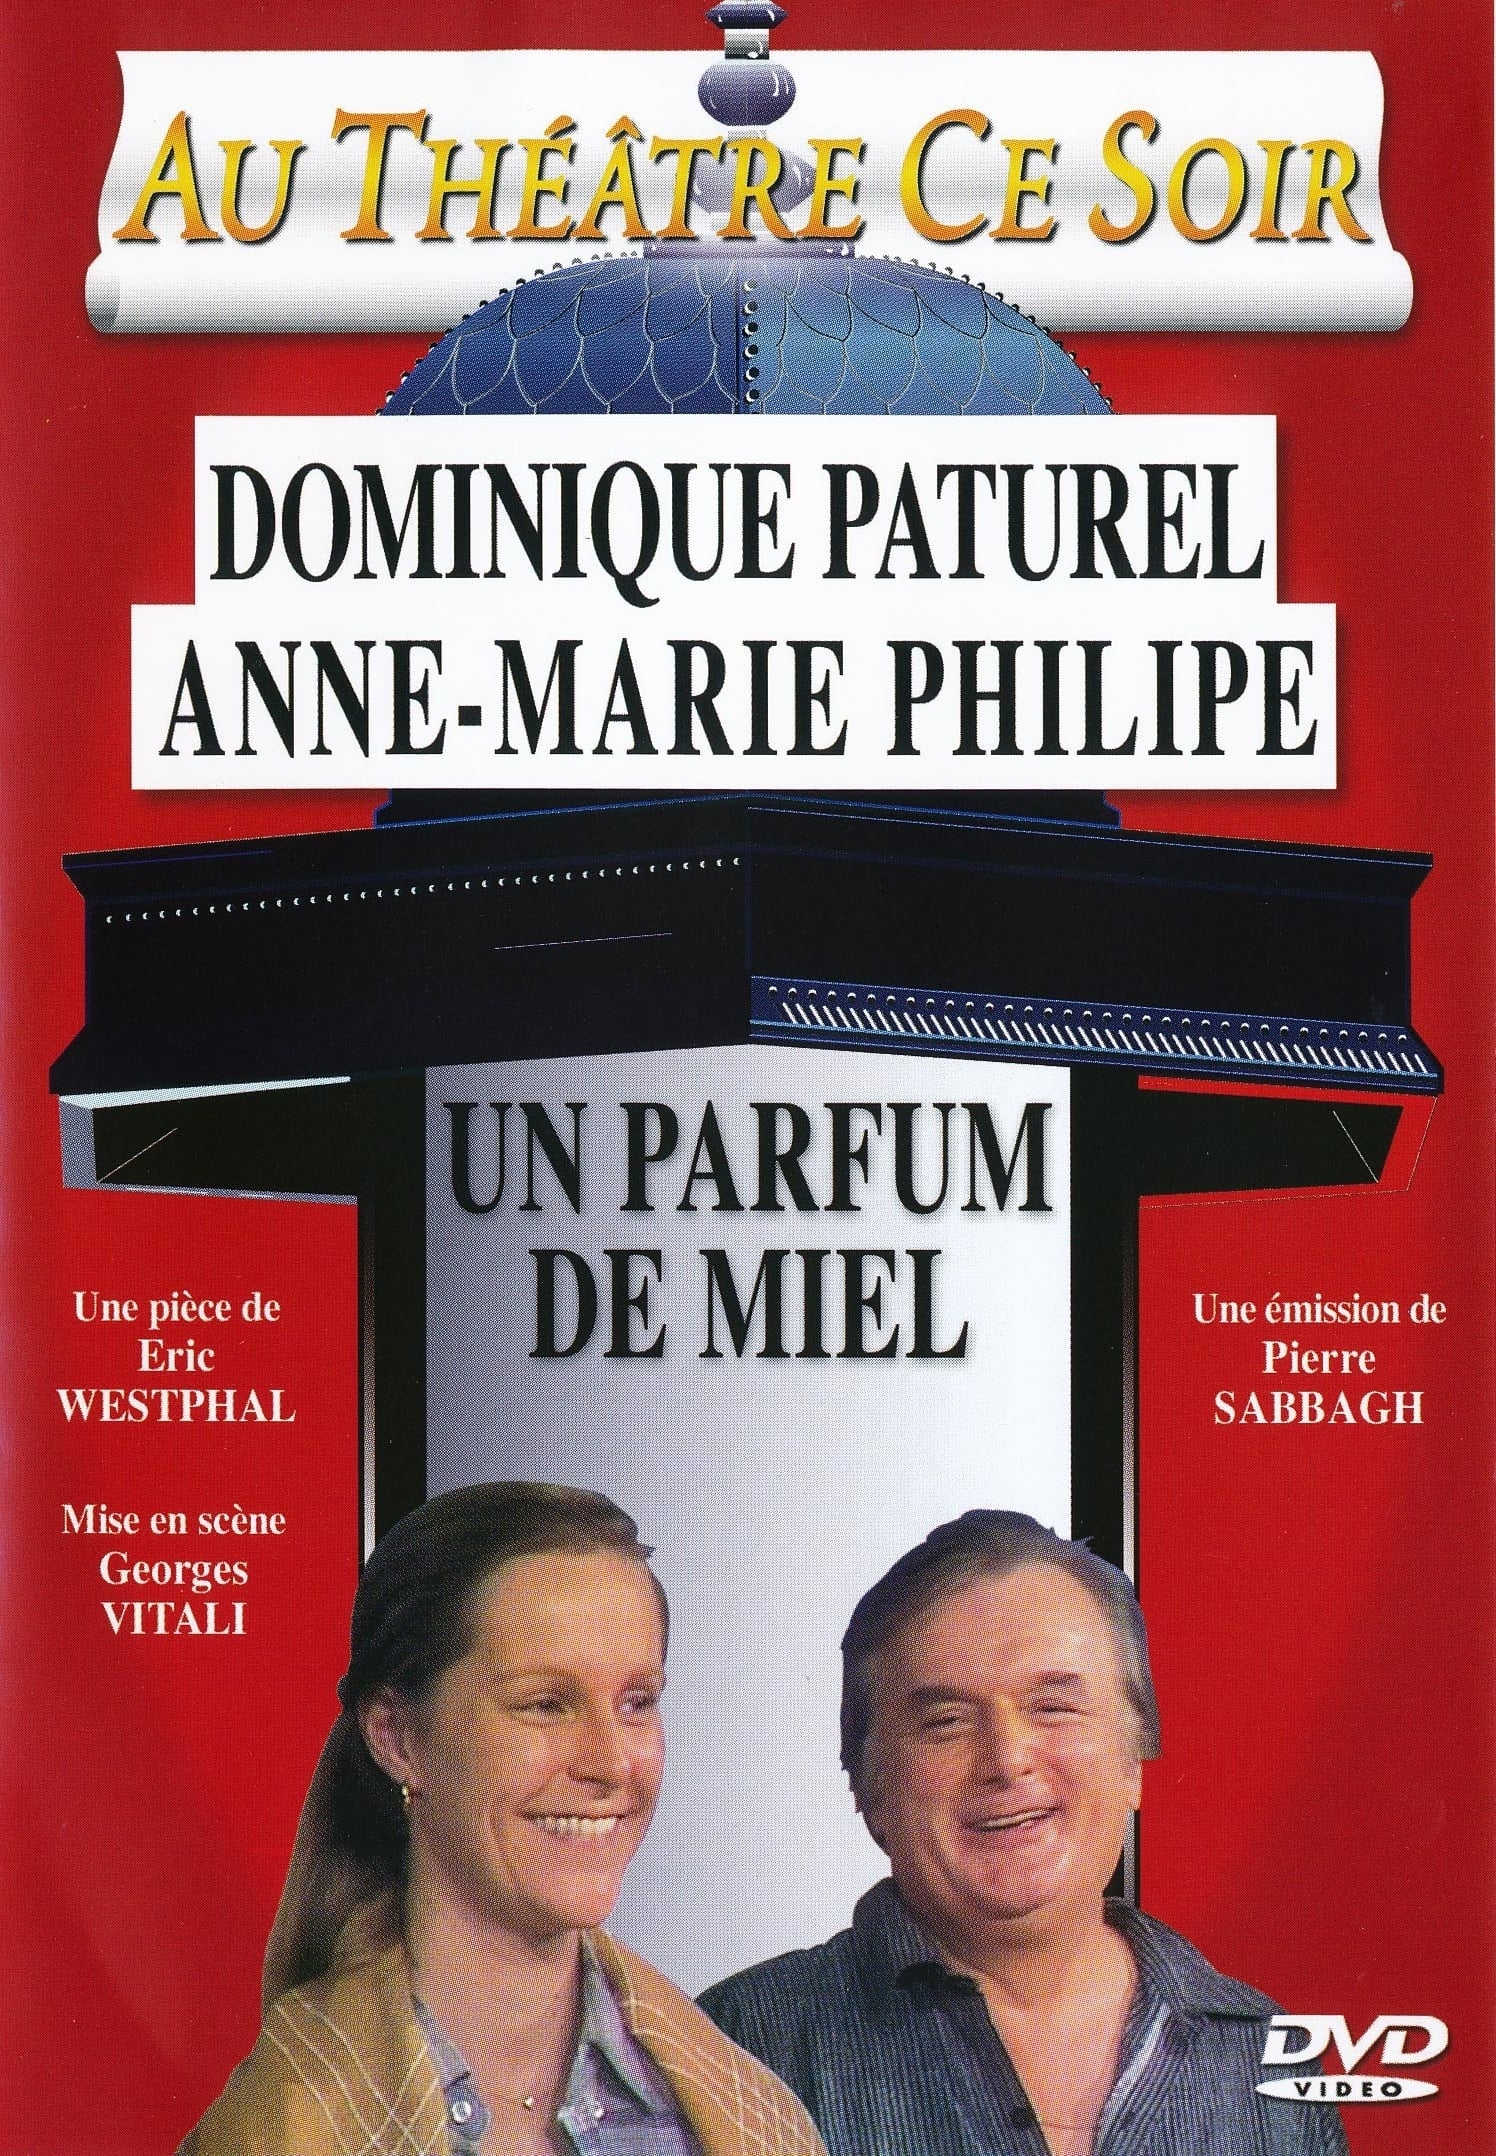 AU THÉÂTRE CE SOIR
DOMINIQUE PATUREL
ANNE-MARIE PHILIPE
UN PARFUM
DE MIEL
Une pièce de
Eric
WESTPHAL
Mise en scène
Georges
VITALI
Une émission de
Pierre
SABBAGH
DVD
VIDEO